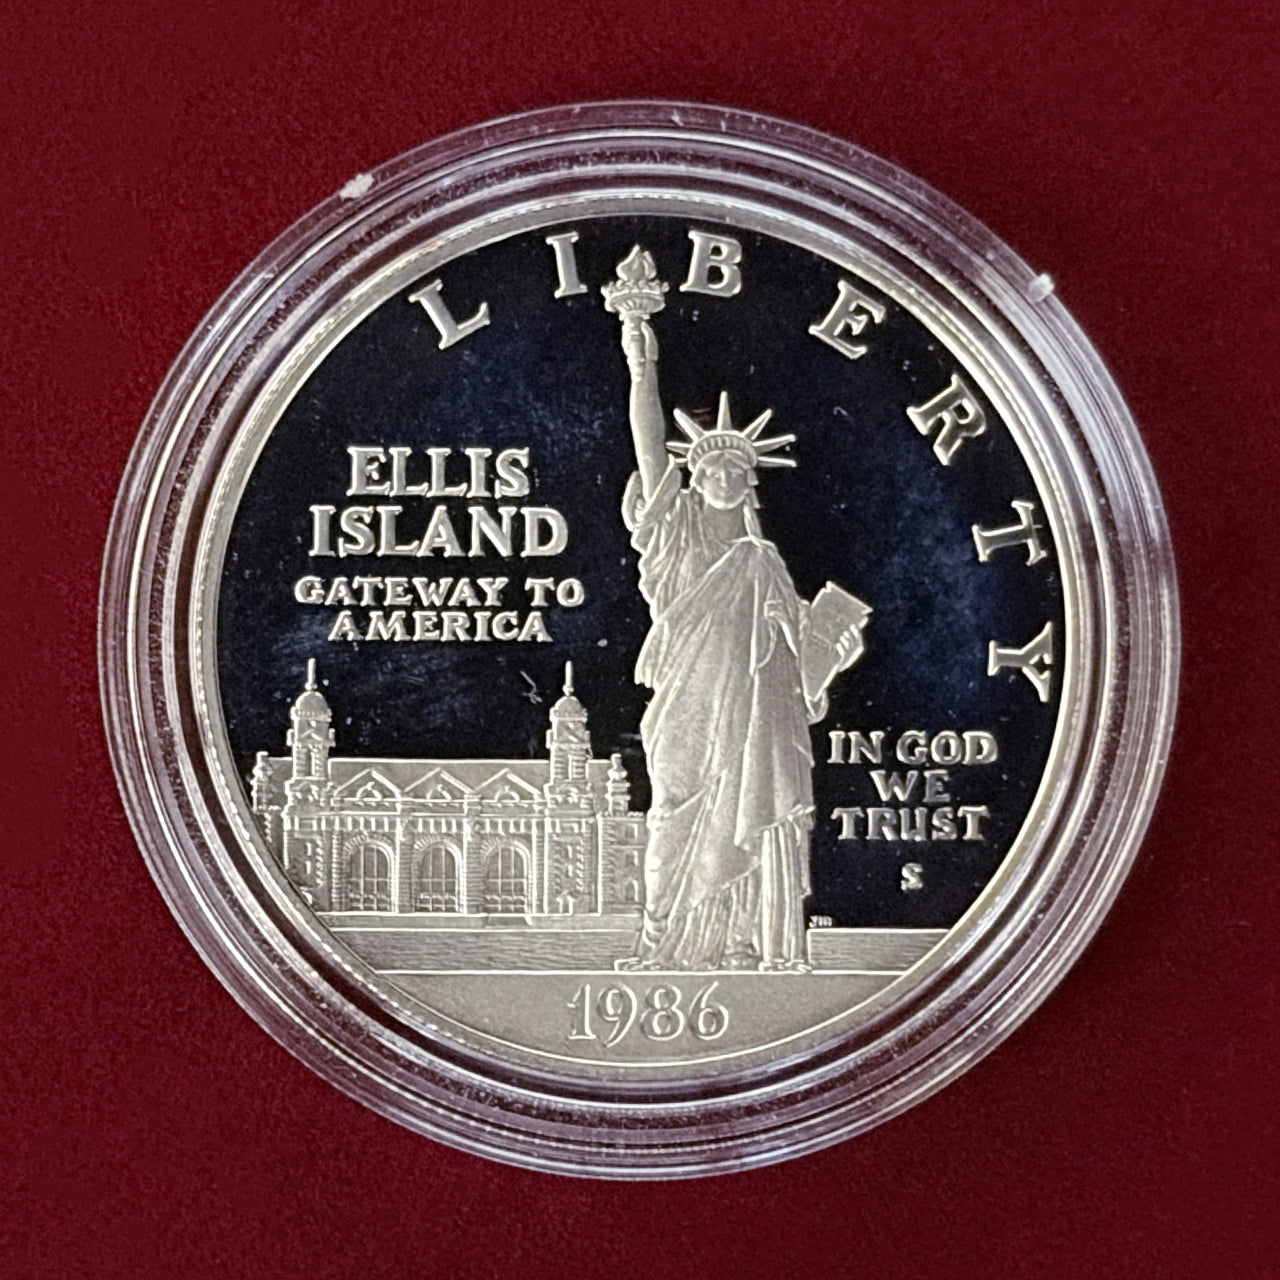 LIBERTY
ELLIS
ISLAND
GATEWAY TO
AMERICA
IN GOD
WE
TRUST
S
1986